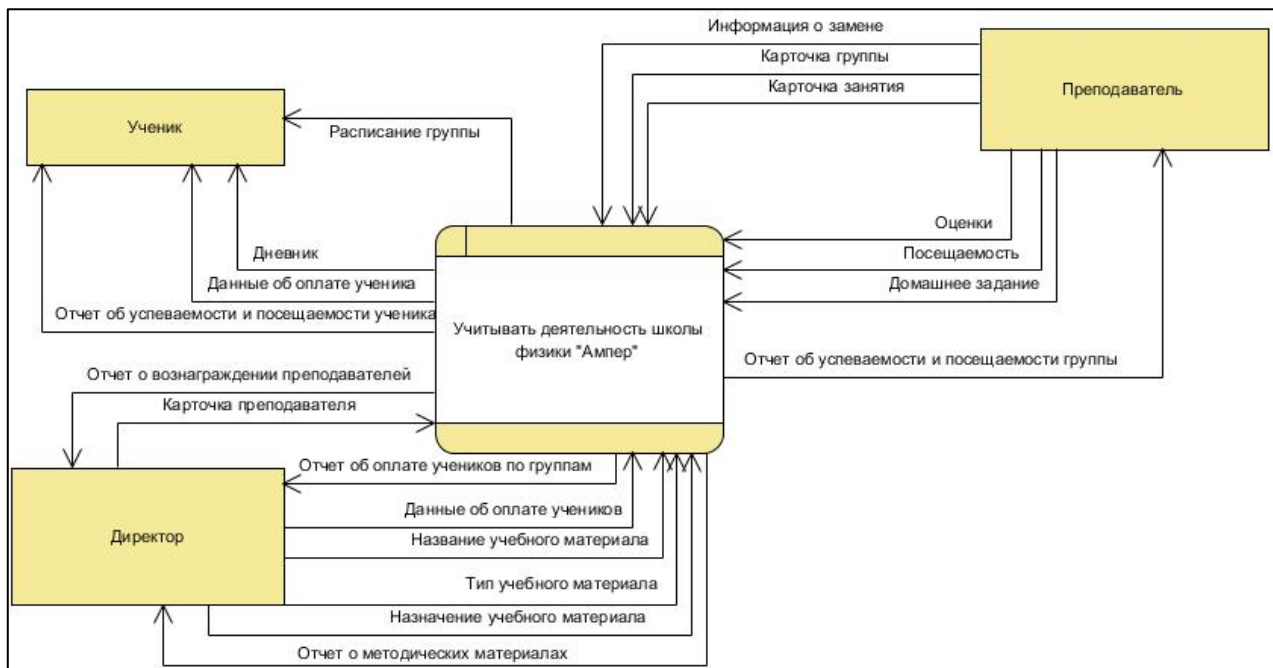 Информация о замене
Карточка группы
Карточка занятия
Преподаватель
Ученик
Расписание группы
Оценки
Дневник
Посещаемость
Данные об оплате ученика
Домашнее задание
Отчет об успеваемости и посещаемости ученика
Учитывать деятельность школы
физики "Ампер"
Отчет об успеваемости и посещаемости группы
Отчет о вознаграждении преподавателей
Карточка преподавателя
Отчет об оплате учеников по группам
Данные об оплате учеников
Директор
Название учебного материала
Тип учебного материала
Назначение учебного материала
Отчет о методических материалах